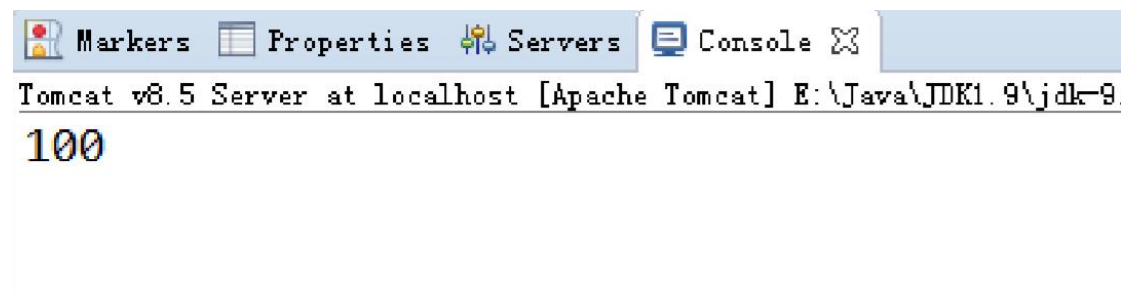 Markers Properties Servers Console
Tomcat v8.5 Server at localhost [Apache Tomcat] E:\Java\JDK1.9\jdk-9.
100